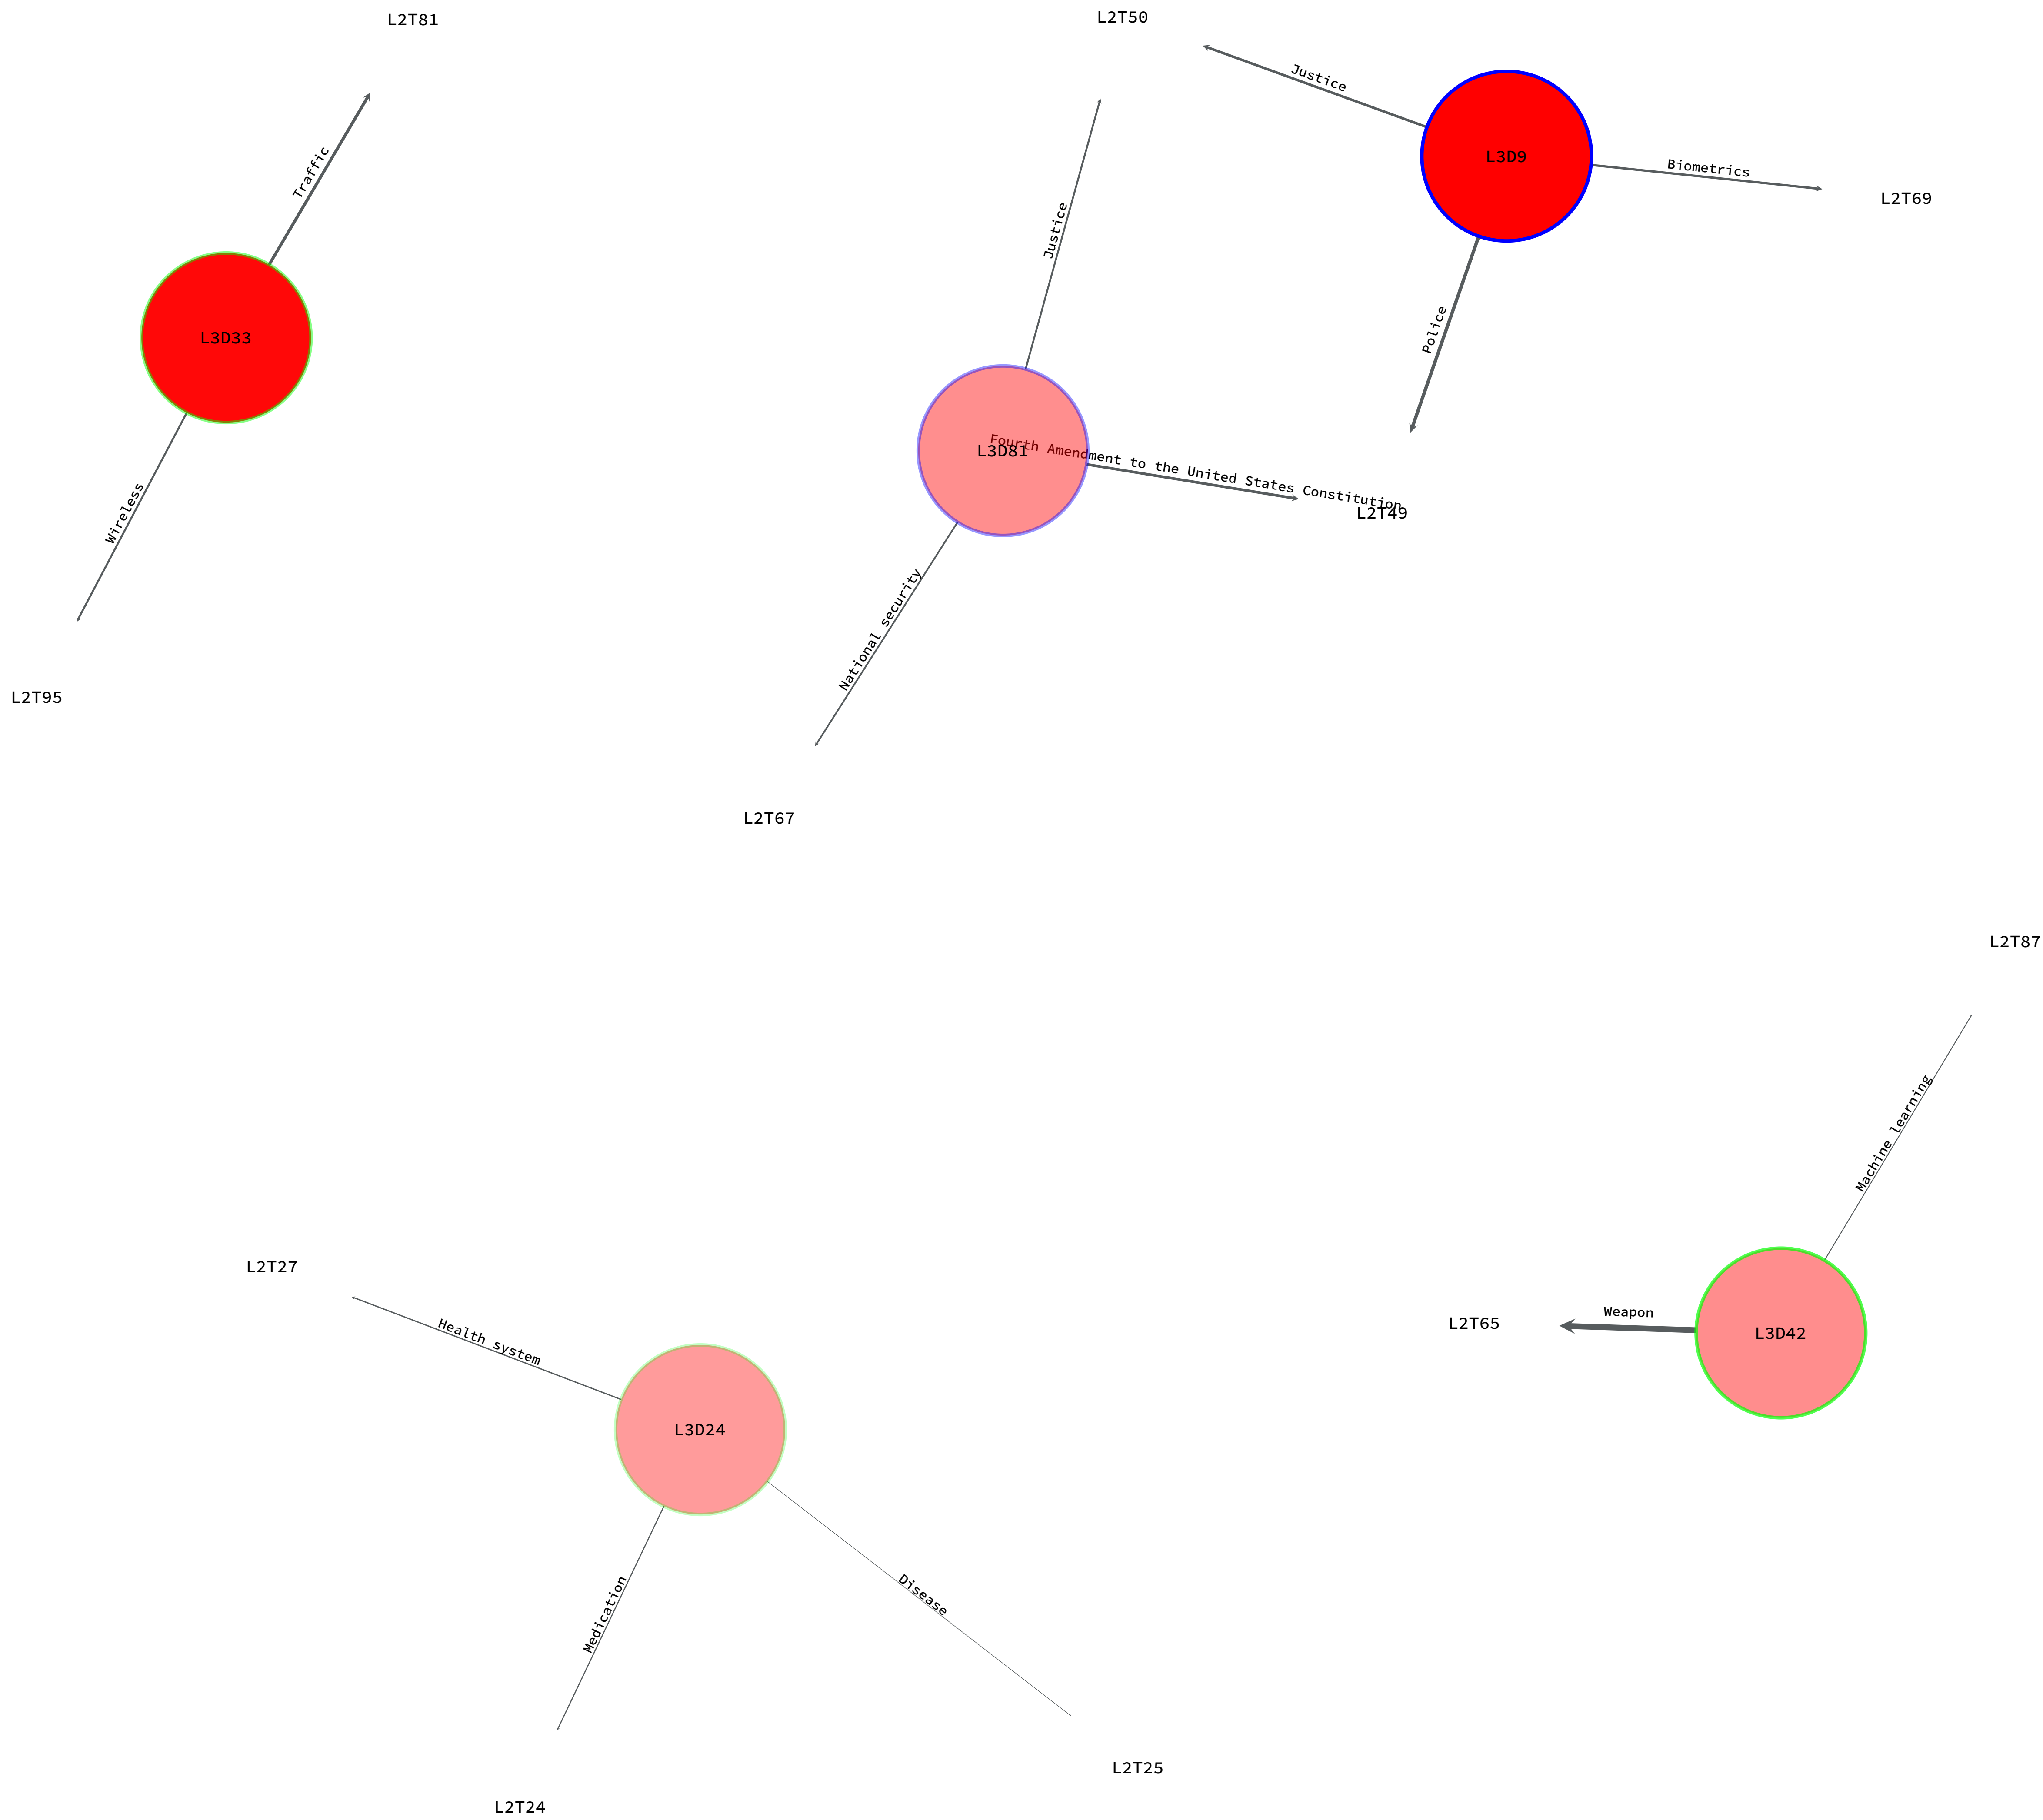 L2T50
L2T81
Justice
L3D9
Biometrics
Traffic
L2T69
Justice
Police
L3D33
Fourth Amendment to the United States Constitution
L3D81
L2T49
Wireless
National security
L2T95
L2T67
L2T87
Machine learning
L2T27
Weapon
L2T65
L3D42
Health system
L3D24
Disease
Medication
L2T25
L2T24